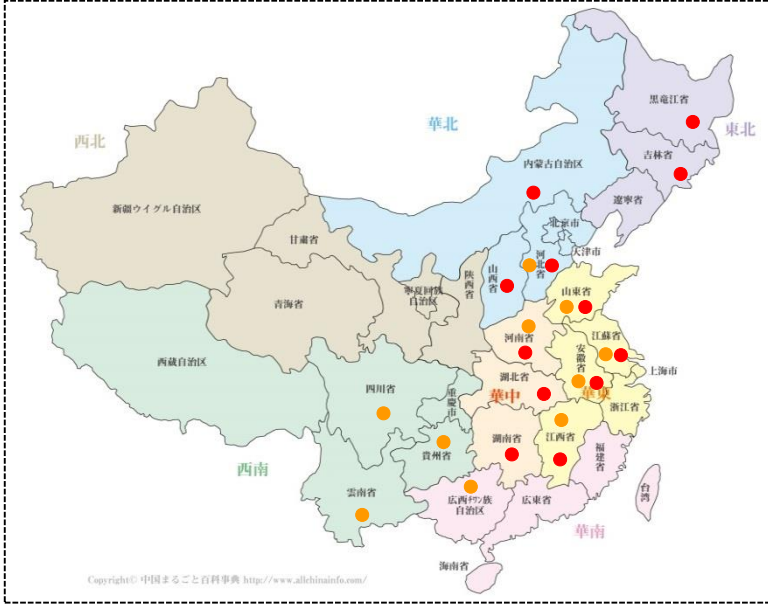 黒竜江省
東北
華北
西北
吉林省
内蒙古自治区
遼寧省
新疆ウイグル自治区
北京市
甘粛省
天津市
河北省
山西省
陝西省
寧夏回族
自治区
山東省
青海省
河南省
江蘇省
安徽省
西蔵自治区
上海市
湖北省
四川省
重慶市
華中
華東
浙江省
湖南省
江西省
貴州省
福建省
西南
雲南省
広西チワン族
自治区
広東省
台湾
華南
海南省
Copyright© 中国まるごと百科事典 http://www.allchinainfo.com/